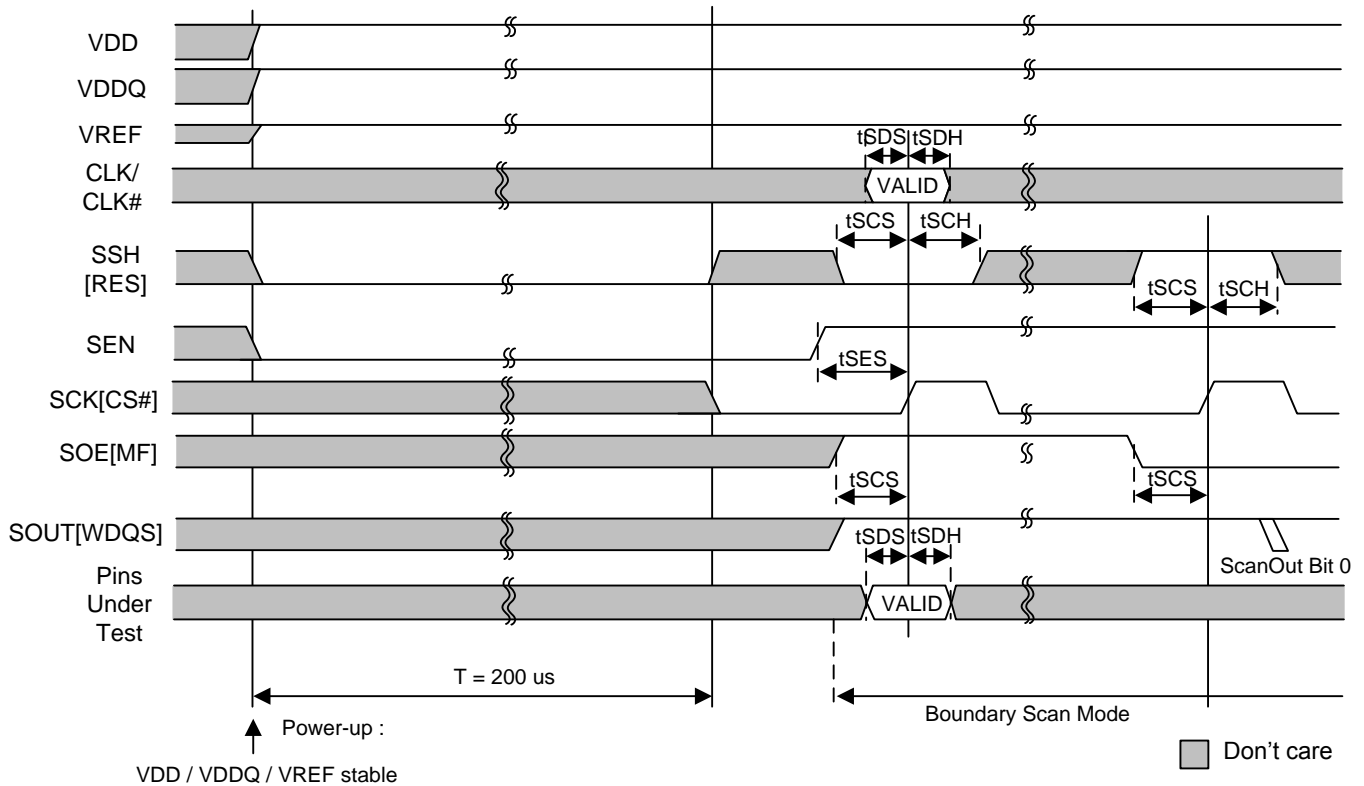 VDD
VDDQ
VREF
tSDS tSDH
CLK/
CLK#
VALID
tSCS tSCH
SSH
[RES]
tSCS tSCH
SEN
tSES
SCK[CS#]
SOE[MF]
tSCS
tSCS
SOUT[WDQS]
tSDS tSDH
ScanOut Bit 0
Pins
Under
Test
VALID
T = 200 us
Boundary Scan Mode
Power-up :
VDD / VDDQ / VREF stable
Don't care